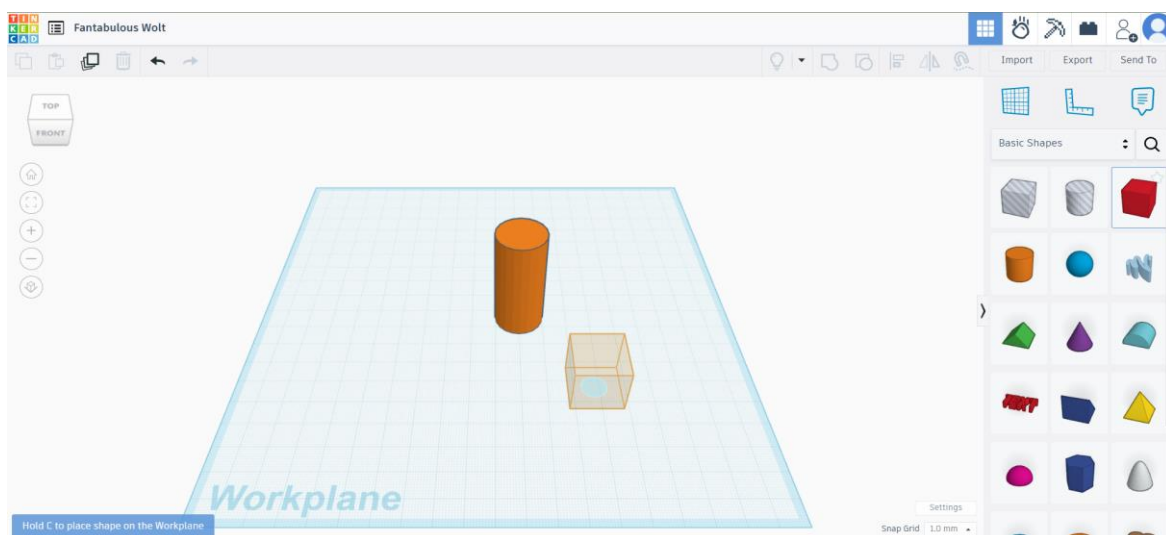 TIN
KER
CAD
Fantabulous Wolt
Import
Export
Send To
TOP
FRONT
Basic Shapes
TEXT
Workplane
Settings
Hold C to place shape on the Workplane
Snap Grid 1.0 mm